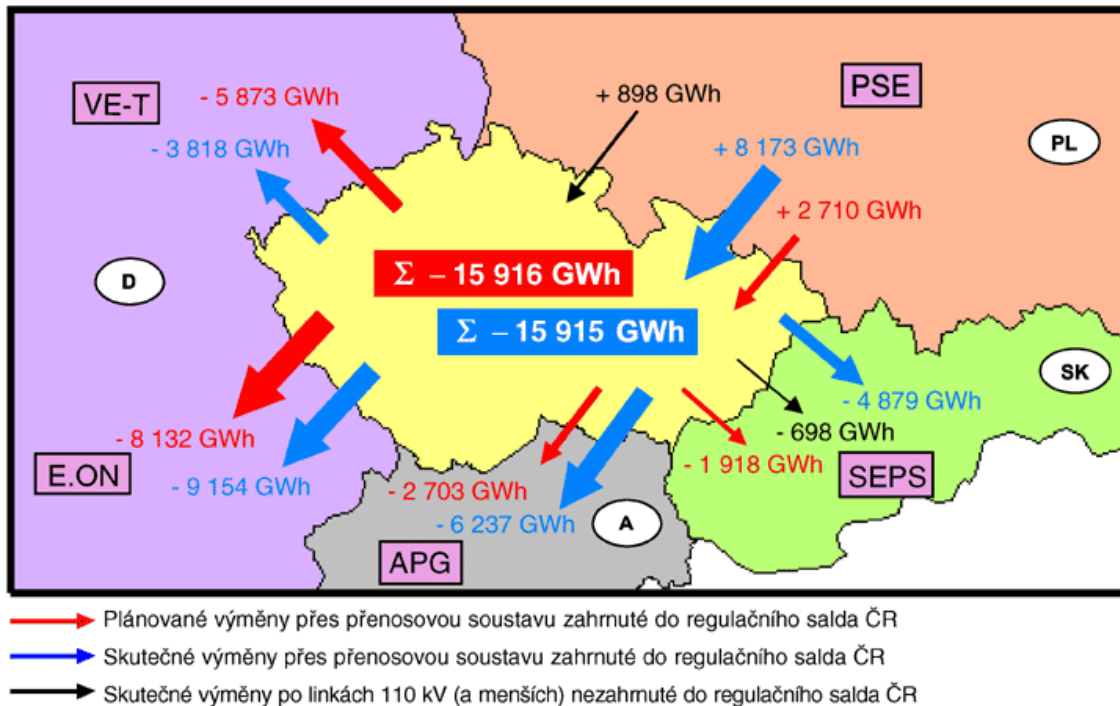 VE-T
- 5 873 GWh
- 3 818 GWh
+ 898 GWh
PSE
PL
+ 8 173 GWh
+ 2 710 GWh
D
Σ – 15 916 GWh
Σ – 15 915 GWh
SK
- 4 879 GWh
- 698 GWh
- 1 918 GWh
SEPS
- 8 132 GWh
E.ON
- 9 154 GWh
- 2 703 GWh
- 6 237 GWh
A
APG
Plánované výměny přes přenosovou soustavu zahrnuté do regulačního salda ČR
Skutečné výměny přes přenosovou soustavu zahrnuté do regulačního salda ČR
Skutečné výměny po linkách 110 kV (a menších) nezahrnuté do regulačního salda ČR